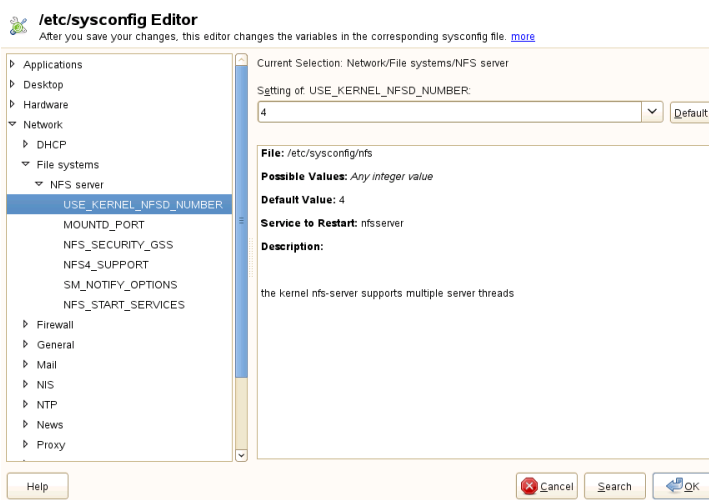 /etc/sysconfig Editor
After you save your changes, this editor changes the variables in the corresponding sysconfig file. more
Applications
Desktop
Hardware
Network
DHCP
File systems
NFS server
USE_KERNEL_NFSD_NUMBER
MOUNTD_PORT
NFS_SECURITY_GSS
NFS4_SUPPORT
SM_NOTIFY_OPTIONS
NFS_START_SERVICES
Firewall
General
Mail
NIS
NTP
News
Proxy
Current Selection: Network/File systems/NFS server
Setting of: USE_KERNEL_NFSD_NUMBER:
4
Default
File: /etc/sysconfig/nfs
Possible Values: Any integer value
Default Value: 4
Service to Restart: nfsserver
Description:
the kernel nfs-server supports multiple server threads
Help
Cancel
Search
OK